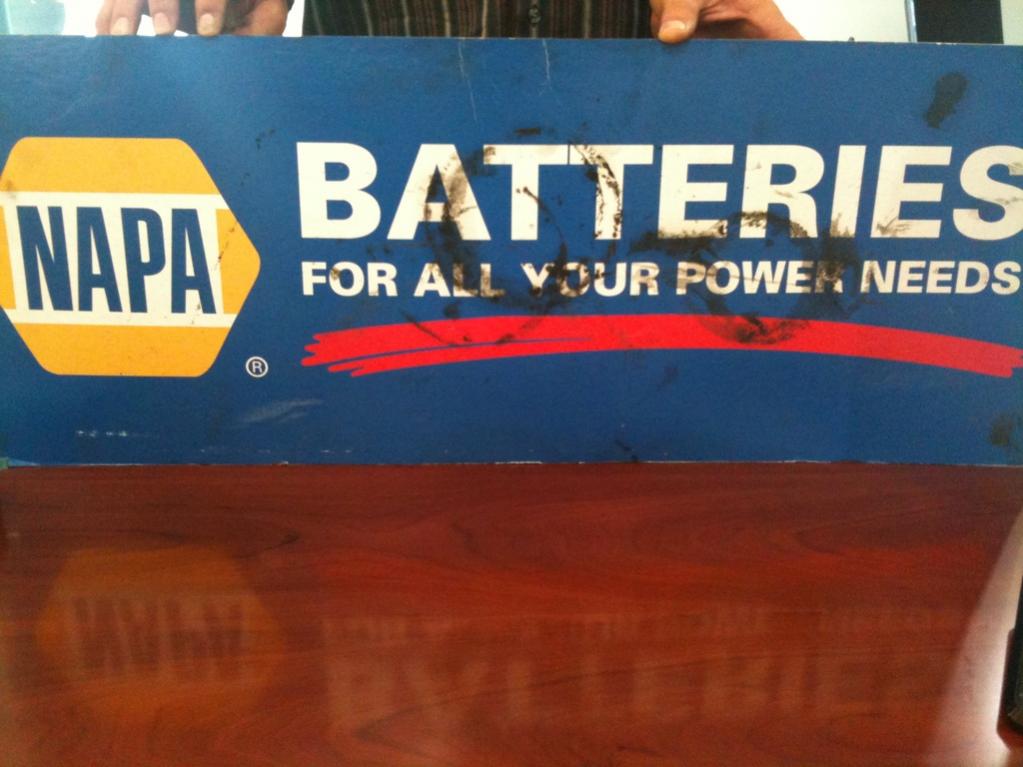 NAPA
®
BATTERIES
FOR ALL YOUR POWER NEEDS